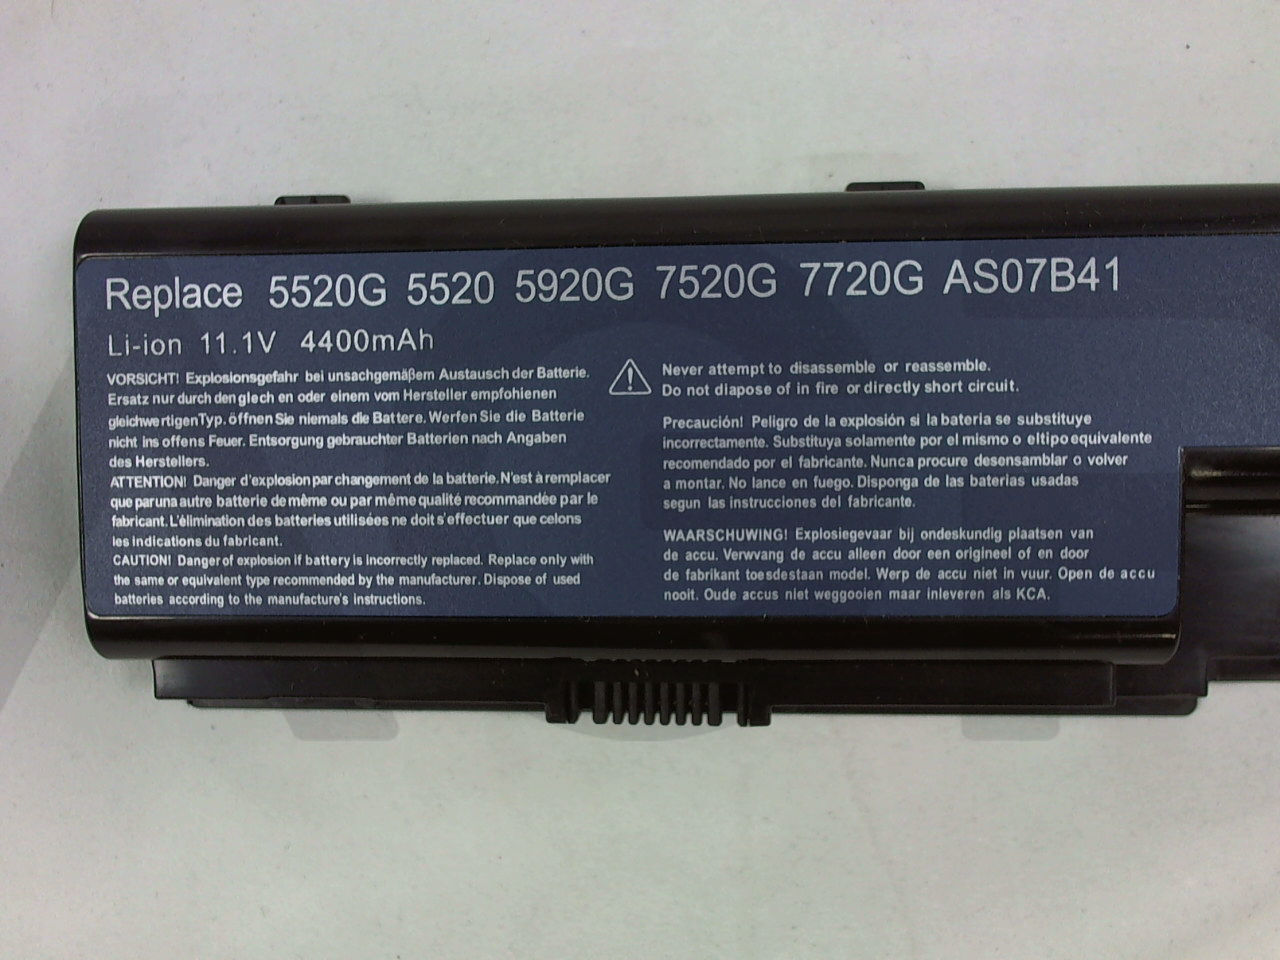 Replace 5520G 5520 5920G 7520G 7720G AS07B41
Li-ion 11.1V 4400mAh
VORSICHT! Explosionsgefahr bei unsachgemäßem Austausch der Batterie.
Ersatz nur durch den glech en oder einem vom Hersteller empfohienen
gleichwertigen Typ. öffnen Sie niemals die Battere. Werfen Sie die Batterie
nicht ins offens Feuer. Entsorgung gebrauchter Batterien nach Angaben
des Herstellers.
ATTENTION! Danger d'explosion par changement de la batterie. N'est à remplacer
que par una autre batterie de même ou par même qualité recommandée par le
fabricant. L'élimination des batteries utilisées ne doit s'effectuer que celons
les indications du fabricant.
CAUTION! Danger of explosion if battery is incorrectly replaced. Replace only with
the same or equivalent type recommended by the manufacturer. Dispose of used
batteries according to the manufacture's instructions.
Never attempt to disassemble or reassemble.
Do not diapose of in fire or directly short circuit.
Precaución! Peligro de la explosión si la bateria se substituye
incorrectamente. Substituya solamente por el mismo o el tipo equivalente
recomendado por el fabricante. Nunca procure desensamblar o volver
a montar. No lance en fuego. Disponga de las baterias usadas
segun las instrucciones del fabricante.
WAARSCHUWING! Explosiegevaar bij ondeskundig plaatsen van
de accu. Verwvang de accu alleen door een origineel of en door
de fabrikant toesdestaan model. Werp de accu niet in vuur. Open de accu
nooit. Oude accus niet weggooien maar inleveren als KCA.